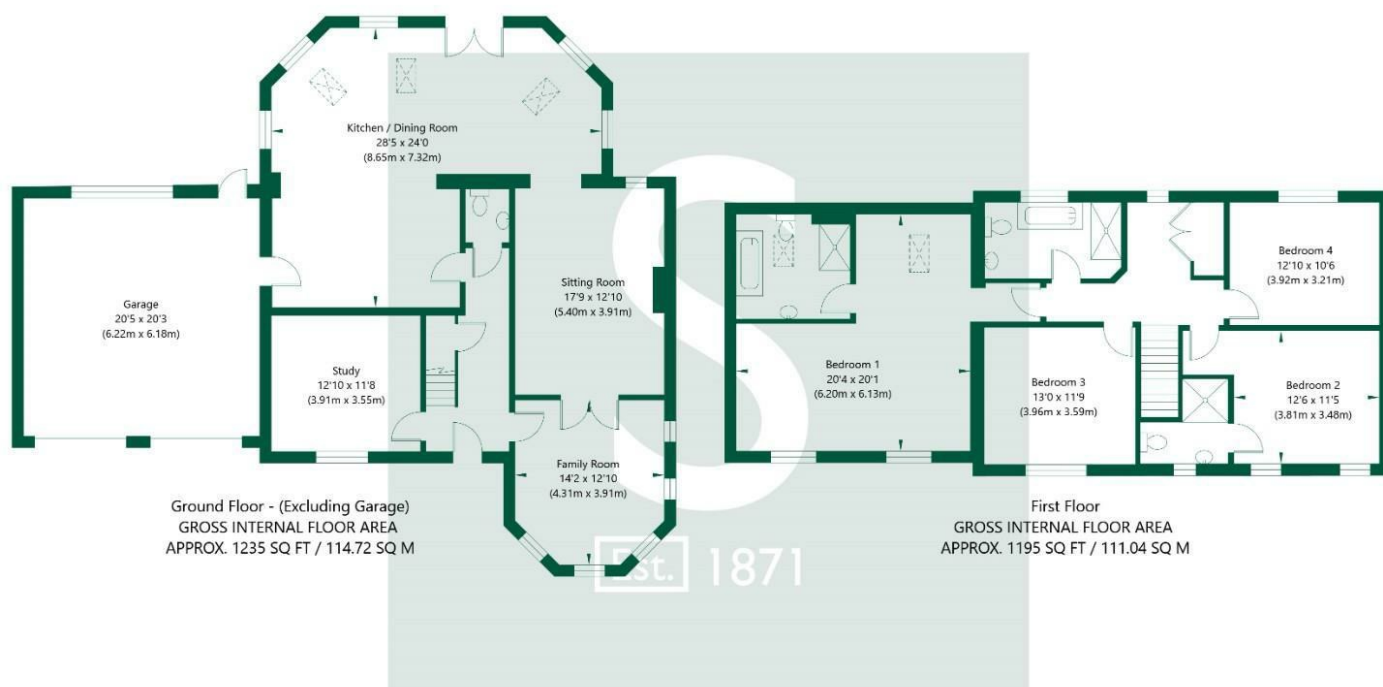 Kitchen / Dining Room
28'5 x 24'0
(8.65m x 7.32m)
Garage
20'5 x 20'3
(6.22m x 6.18m)
Sitting Room
17'9 x 12'10
(5.40m x 3.91m)
Study
12'10 x 11'8
(3.91m x 3.55m)
Family Room
14'2 x 12'10
(4.31m x 3.91m)
Ground Floor - (Excluding Garage)
GROSS INTERNAL FLOOR AREA
APPROX. 1235 SQ FT / 114.72 SQ M
Bedroom 4
12'10 x 10'6
(3.92m x 3.21m)
Bedroom 1
20'4 x 20'1
(6.20m x 6.13m)
Bedroom 3
13'0 x 11'9
(3.96m x 3.59m)
Bedroom 2
12'6 x 11'5
(3.81m x 3.48m)
First Floor
GROSS INTERNAL FLOOR AREA
APPROX. 1195 SQ FT / 111.04 SQ M
S
Est. 1871